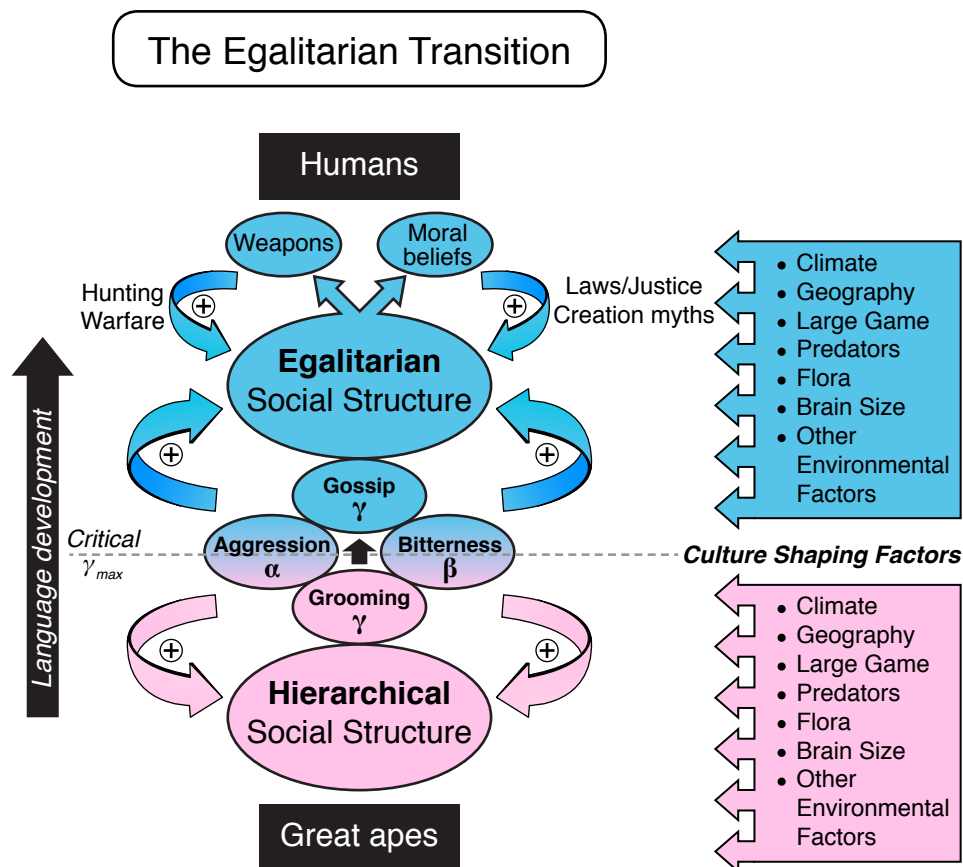 The Egalitarian Transition
Humans
Weapons
Moral
beliefs
Hunting
Warfare
+
+
Laws/Justice
Creation myths
Egalitarian
Social Structure
+
+
Gossip
γ
Aggression
α
Bitterness
β
Grooming
γ
Critical
γmax
Language development
+
+
Hierarchical
Social Structure
Great apes
• Climate
• Geography
• Large Game
• Predators
• Flora
• Brain Size
• Other
Environmental
Factors
Culture Shaping Factors
• Climate
• Geography
• Large Game
• Predators
• Flora
• Brain Size
• Other
Environmental
Factors